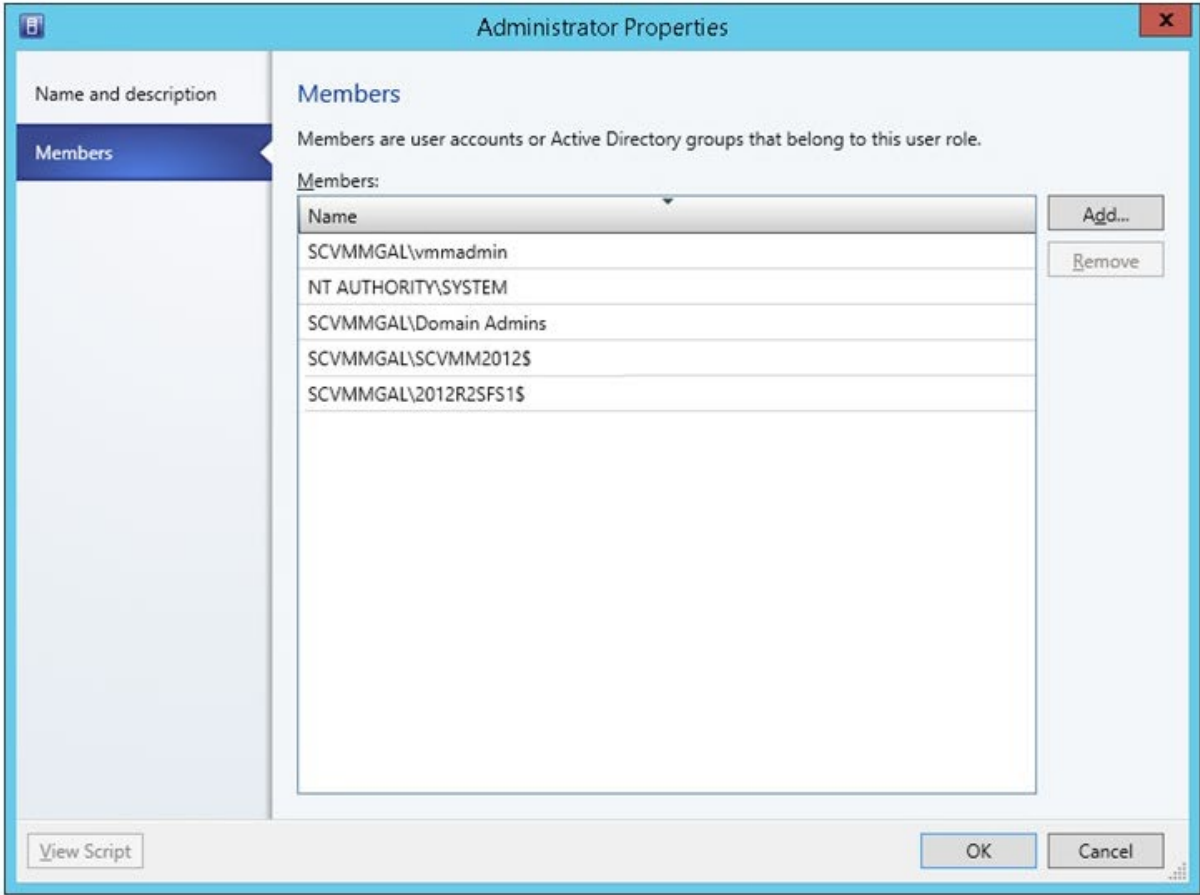 Administrator Properties
x
Name and description
Members
Members
Members are user accounts or Active Directory groups that belong to this user role.
Members:
Name
Add...
Remove
SCVMMGAL\vmmadmin
NT AUTHORITY\SYSTEM
SCVMMGAL\Domain Admins
SCVMMGAL\SCVMM2012$
SCVMMGAL\2012R2SFS1$
View Script
OK
Cancel